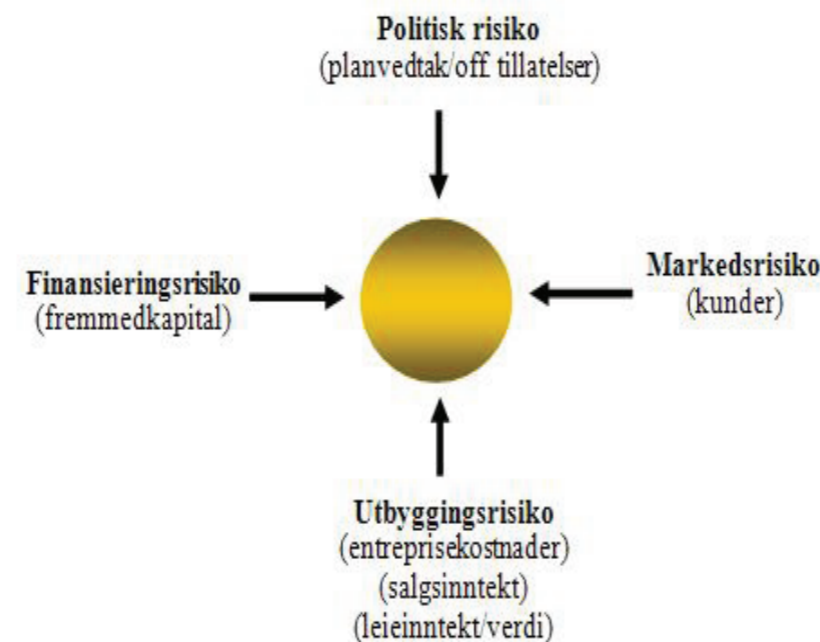 Politisk risiko
(planvedtak/off. tillatelser)
Finansieringsrisiko
(fremmedkapital)
Markedsrisiko
(kunder)
Utbyggingsrisiko
(entreprisekostnader)
(salgsinntekt)
(leieinntekt/verdi)